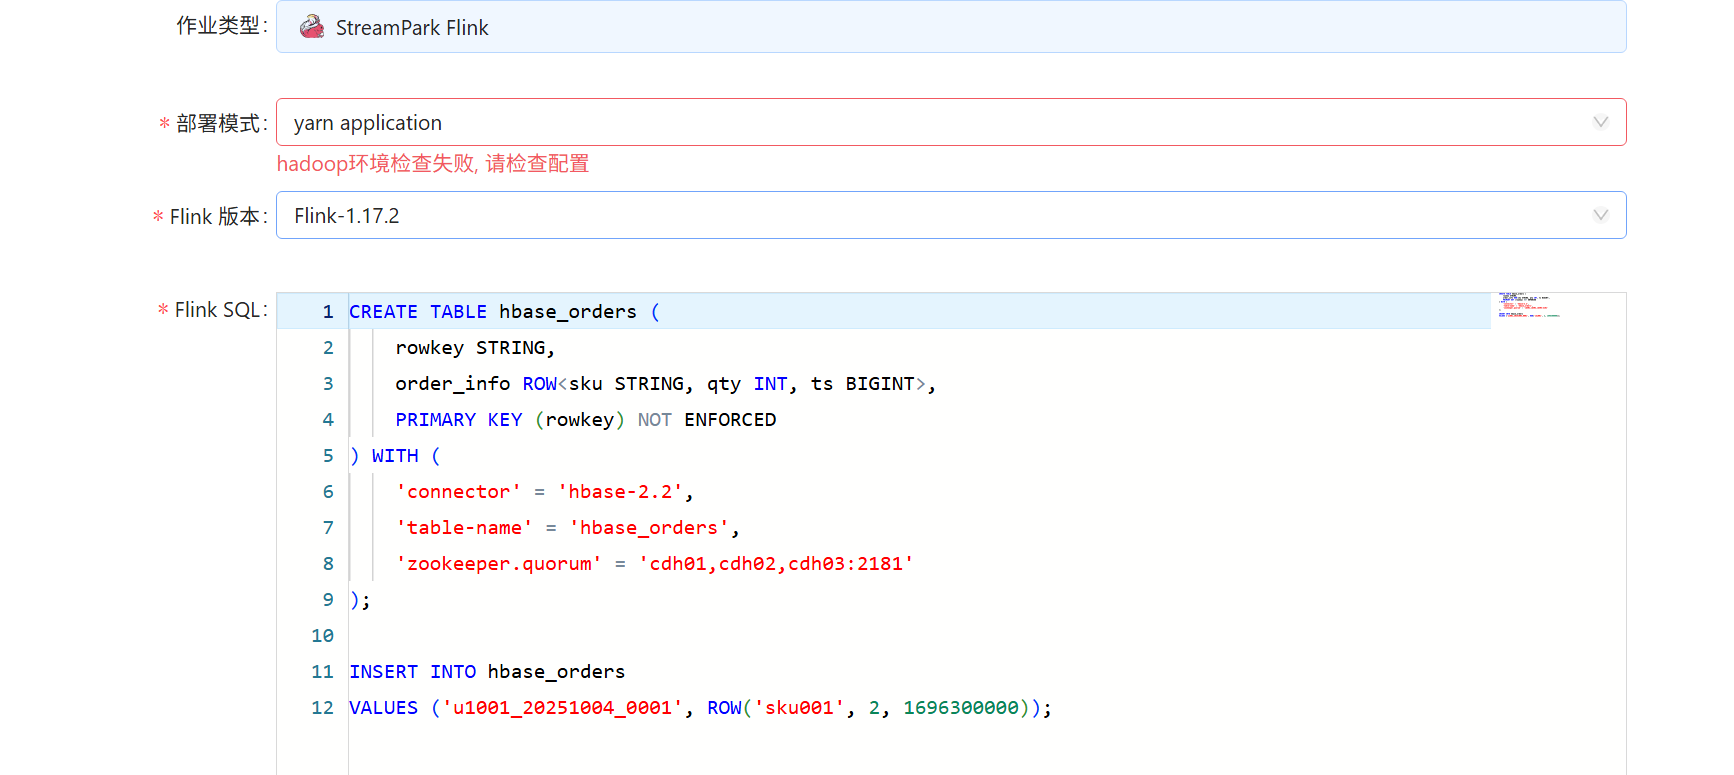 作业类型: StreamPark Flink
* 部署模式: yarn application
hadoop环境检查失败, 请检查配置
* Flink 版本: Flink-1.17.2
* Flink SQL:
1 CREATE TABLE hbase_orders (
2     rowkey STRING,
3     order_info ROW<sku STRING, qty INT, ts BIGINT>,
4     PRIMARY KEY (rowkey) NOT ENFORCED
5 ) WITH (
6     'connector' = 'hbase-2.2',
7     'table-name' = 'hbase_orders',
8     'zookeeper.quorum' = 'cdh01,cdh02,cdh03:2181'
9 );
10
11 INSERT INTO hbase_orders
12 VALUES ('u1001_20251004_0001', ROW('sku001', 2, 1696300000));